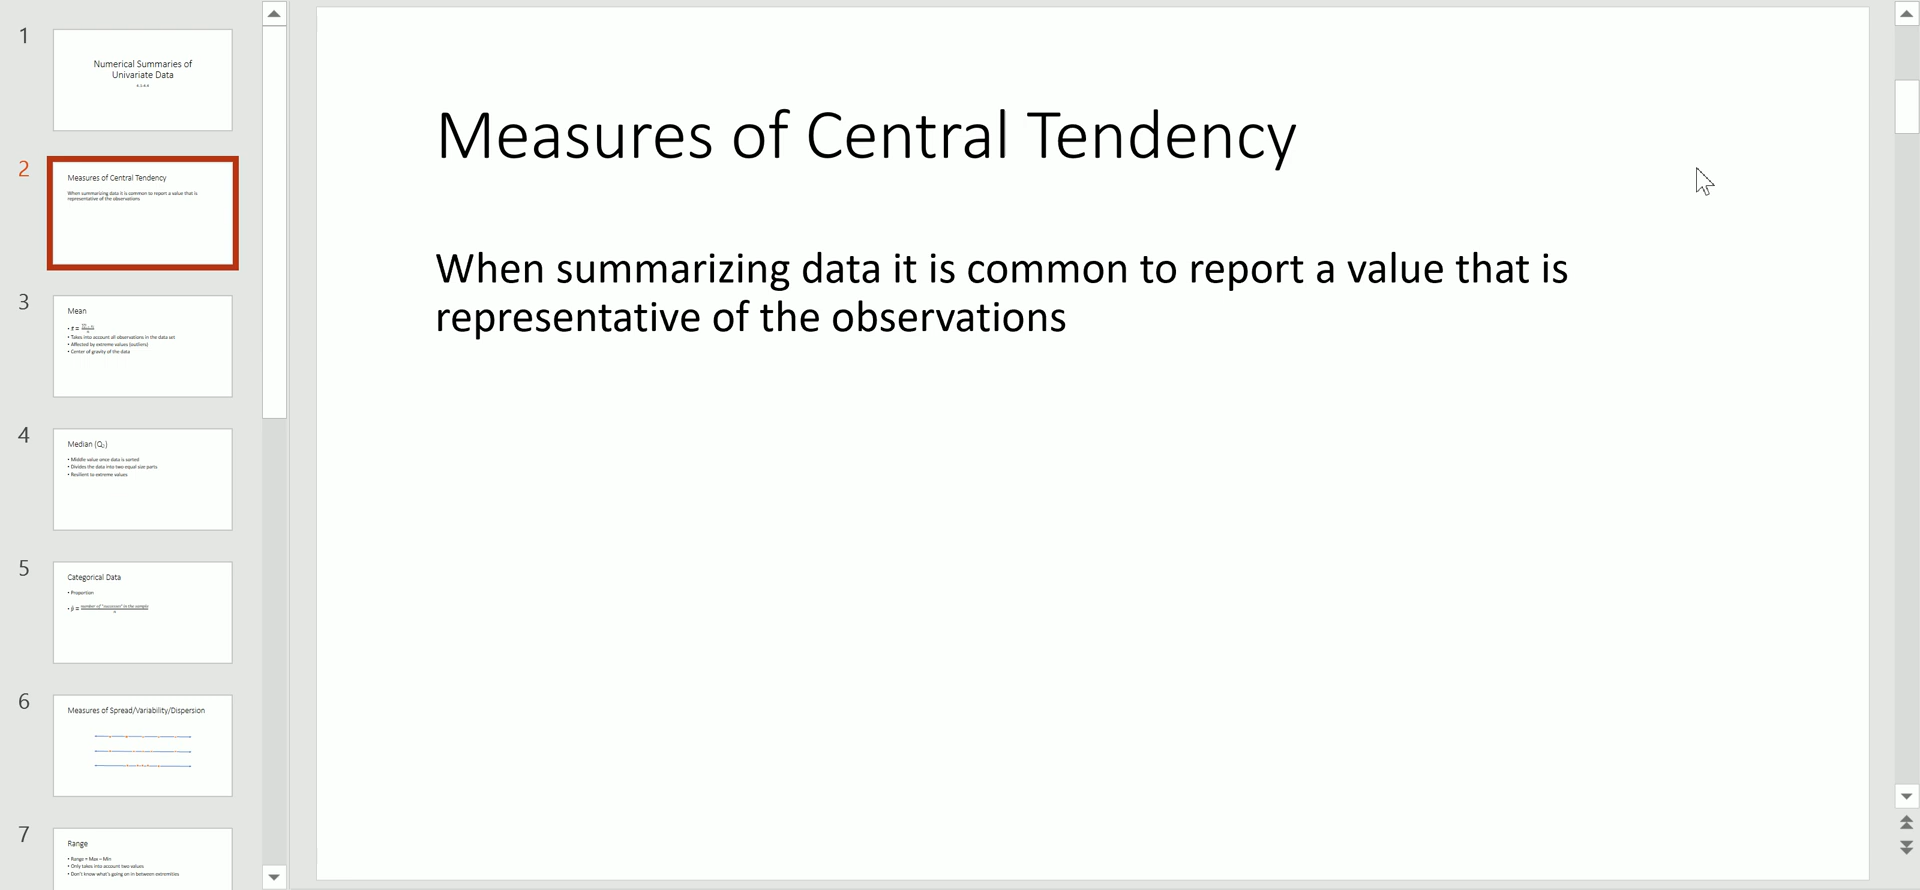 1
Numerical Summaries of
Univariate Data
2
Measures of Central Tendency
When summarizing data it is common to report a value that is
representative of the observations
3
Mean
• Takes into account all observations in the data set
• Affected by extreme values (outliers)
• Center of gravity of the data
4
Median (Q₂)
• Middle value once data is sorted
• Divides the data into two equal size parts
• Resilient to extreme values
5
Categorical Data
• Proportion
• p̂ = number of "successes" in the sample
n
6
Measures of Spread/Variability/Dispersion
7
Range
• Range = Max – Min
• Only takes into account two values
• Don't know what's going on in between extremities
Measures of Central Tendency
When summarizing data it is common to report a value that is
representative of the observations